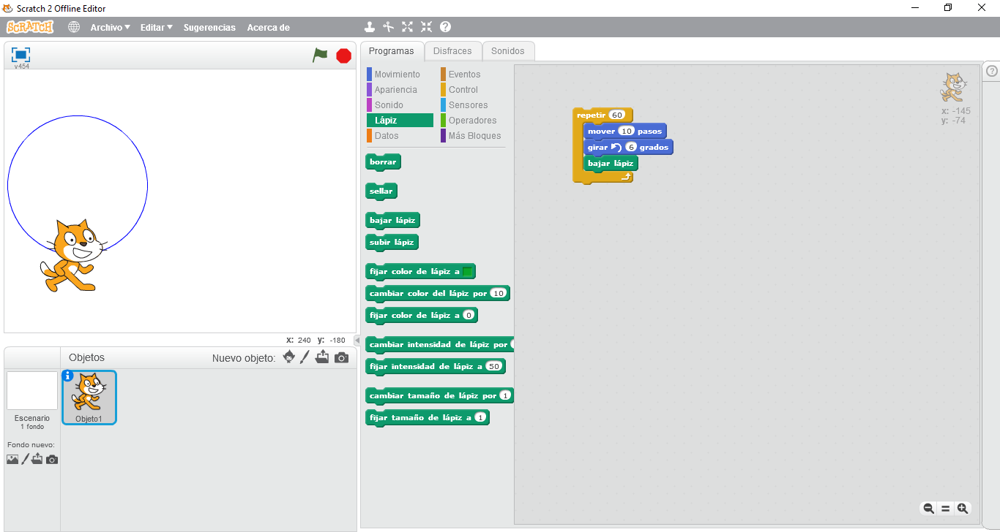 Scratch 2 Offline Editor
SCRATCH Archivo Editar Sugerencias Acerca de
v454
Programas Disfraces Sonidos
Movimiento Eventos
Apariencia Control
Sonido Sensores
Lápiz Operadores
Datos Más Bloques
borrar
sellar
bajar lápiz
subir lápiz
fijar color de lápiz a
cambiar color del lápiz por 10
fijar color de lápiz a 0
cambiar intensidad de lápiz por
fijar intensidad de lápiz a 50
cambiar tamaño de lápiz por 1
fijar tamaño de lápiz a 1
repetir 60
mover 10 pasos
girar 6 grados
bajar lápiz
x: -145
y: -74
x: 240 y: -180
Objetos Nuevo objeto:
Objeto1
Escenario
1 fondo
Fondo nuevo: